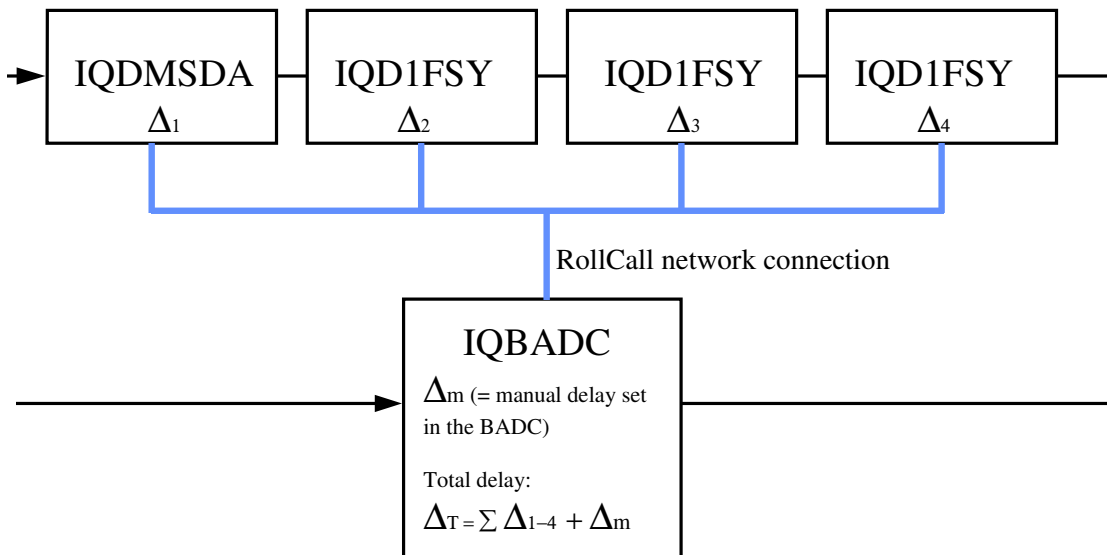 IQDMSDA
Δ1
IQD1FSY
Δ2
IQD1FSY
Δ3
IQD1FSY
Δ4
RollCall network connection
IQBADC
Δm (= manual delay set
in the BADC)
Total delay:
ΔT = ∑ Δ1–4 + Δm